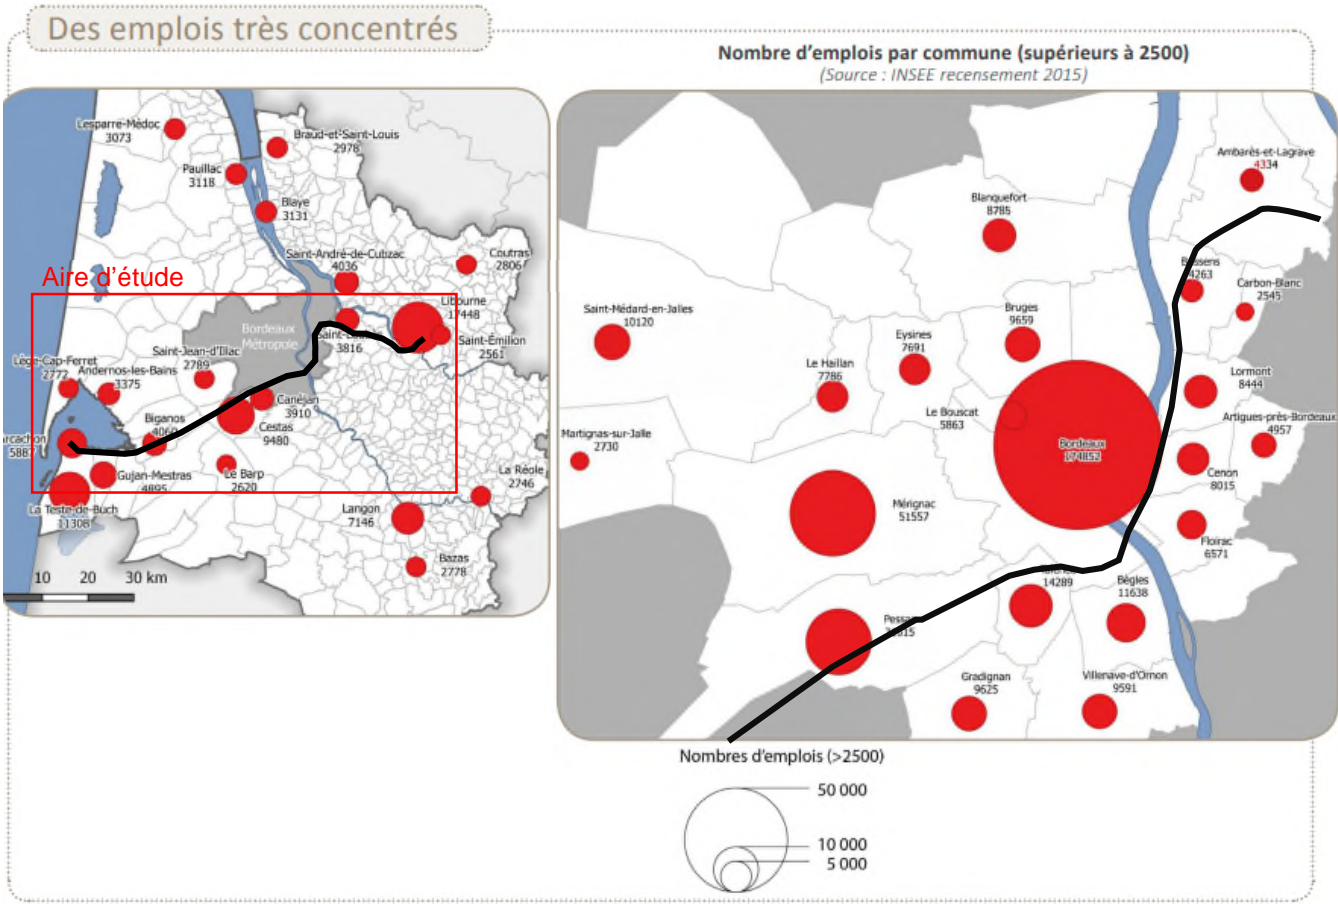 Des emplois très concentrés
Nombre d'emplois par commune (supérieurs à 2500)
(Source : INSEE recensement 2015)
Lesparre-Médoc
3073
Braud-et-Saint-Louis
2978
Pauillac
3118
Blaye
3131
Saint-André-de-Cubzac
4036
Coutras
2806
Aire d'étude
Libourne
17448
Bordeaux
Métropole
3816
Saint-Émilion
2561
Saint-Jean-d'Illac
2789
Lège-Cap-Ferret
2772
Andernos-les-Bains
3375
Canéjan
3910
Biganos
4060
Cestas
9480
Arcachon
5887
Gujan-Mestras
4895
Le Barp
2620
La Réole
2746
La Teste-de-Buch
11308
Langon
7146
Bazas
2778
10 20 30 km
Ambarès-et-Lagrave
4334
Blanquefort
8785
Bassens
4263
Carbon-Blanc
2545
Saint-Médard-en-Jalles
10120
Bruges
9659
Eysines
7691
Le Haillan
7786
Lormont
8444
Le Bouscat
5863
Artigues-près-Bordeaux
4957
Martignas-sur-Jalle
2730
Bordeaux
174852
Cenon
8015
Mérignac
51557
Floirac
6571
14289
Bègles
11638
Gradignan
9625
Villenave-d'Ornon
9591
Nombres d'emplois (>2500)
50 000
10 000
5 000